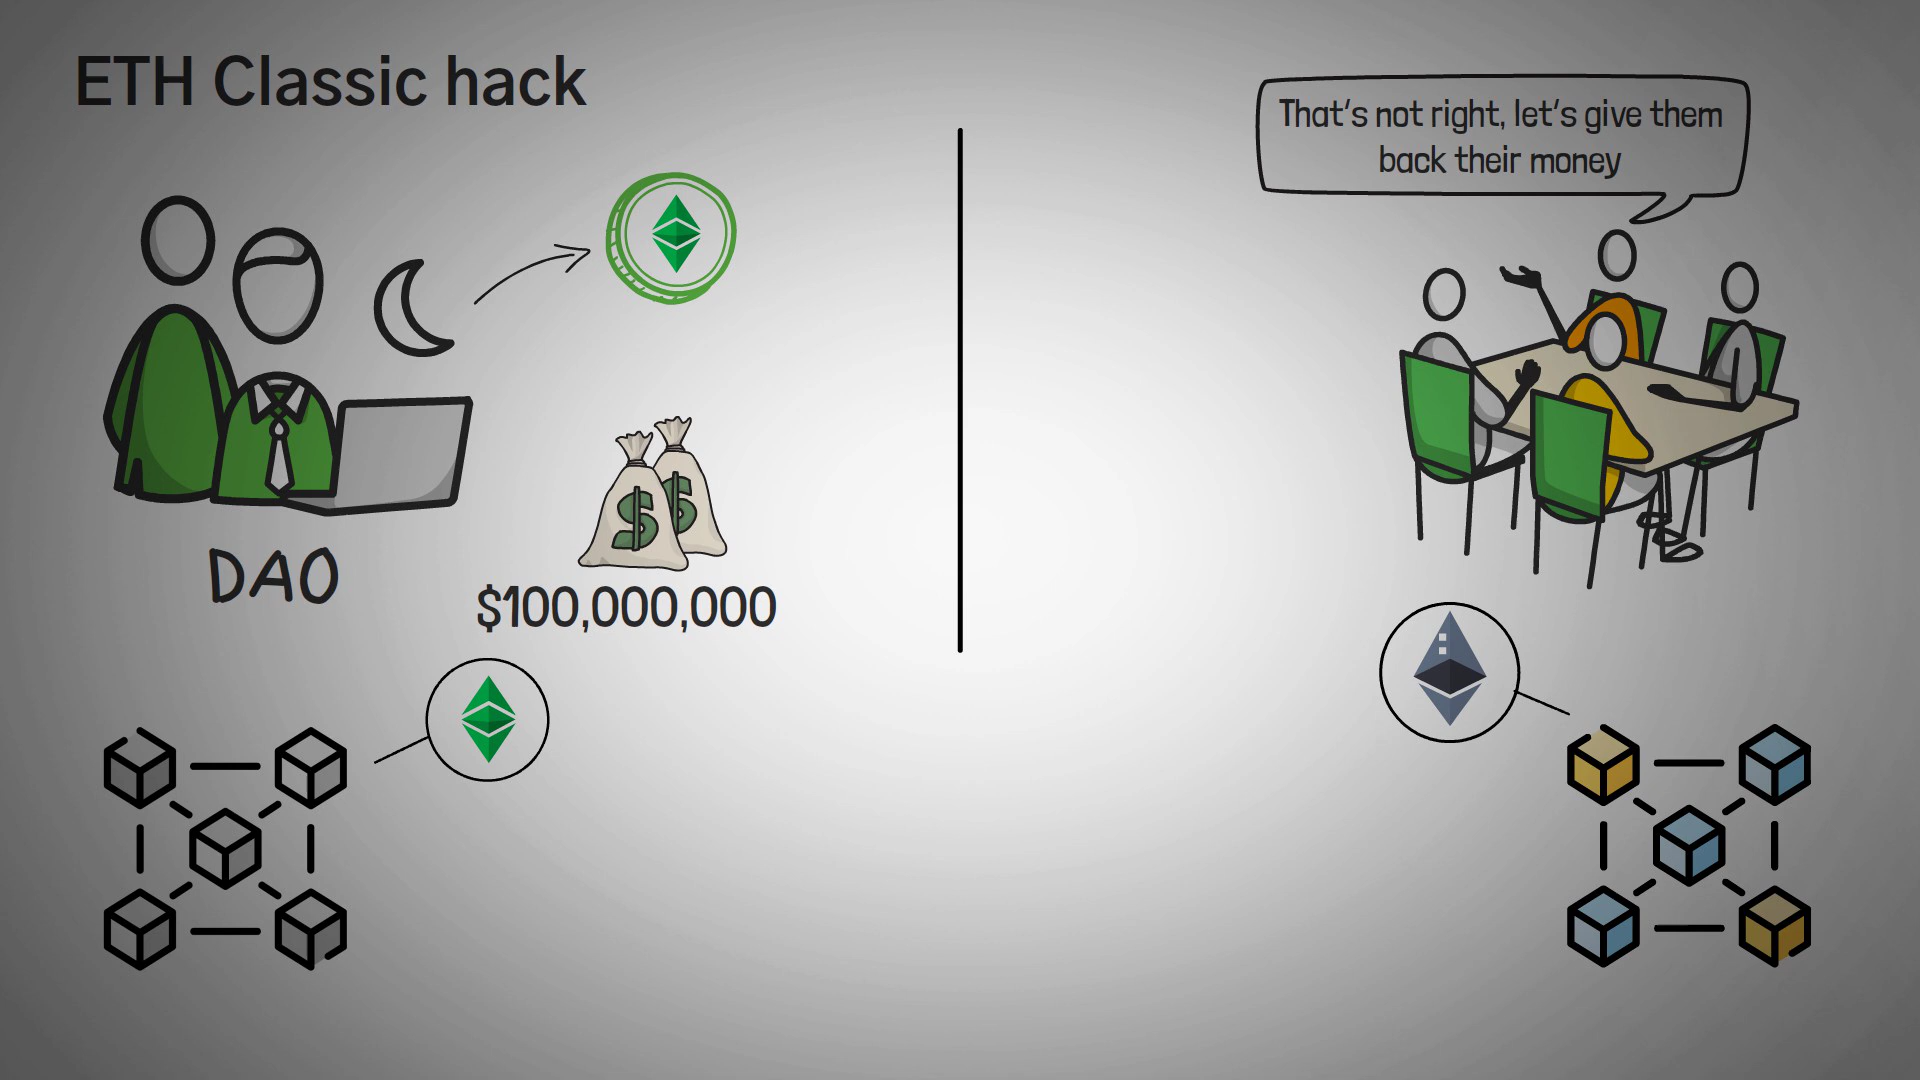 ETH Classic hack
That's not right, let's give them
back their money
DAO
$100,000,000